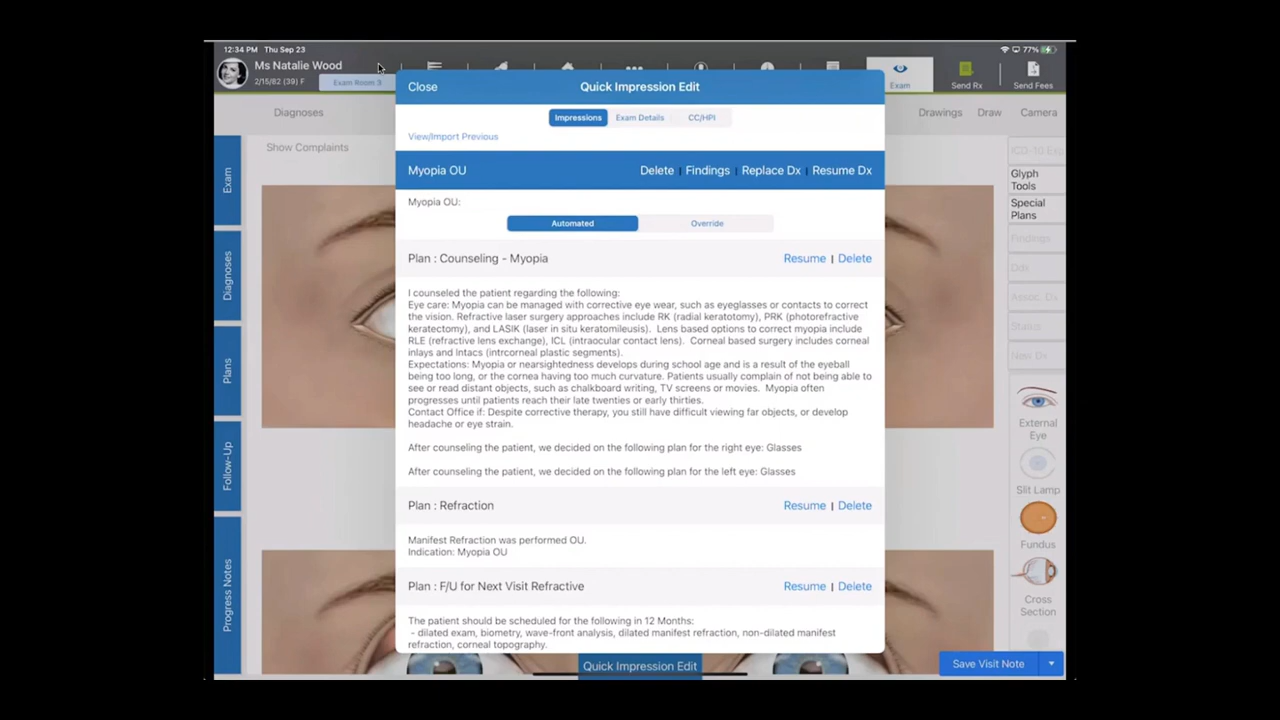 12:34 PM Thu Sep 23
77%
Ms Natalie Wood
2/15/82 (39) F
Exam Room 3
Exam
Send Rx
Send Fees
Diagnoses
Drawings
Draw
Camera
Show Complaints
Exam
Diagnoses
Plans
Follow-Up
Progress Notes
Close
Quick Impression Edit
Impressions
Exam Details
CC/HPI
View/Import Previous
Myopia OU
Delete | Findings | Replace Dx | Resume Dx
Myopia OU:
Automated
Override
Plan : Counseling - Myopia
Resume | Delete
I counseled the patient regarding the following:
Eye care: Myopia can be managed with corrective eye wear, such as eyeglasses or contacts to correct
the vision. Refractive laser surgery approaches include RK (radial keratotomy), PRK (photorefractive
keratectomy), and LASIK (laser in situ keratomileusis). Lens based options to correct myopia include
RLE (refractive lens exchange), ICL (intraocular contact lens). Corneal based surgery includes corneal
inlays and Intacs (intrcorneal plastic segments).
Expectations: Myopia or nearsightedness develops during school age and is a result of the eyeball
being too long, or the cornea having too much curvature. Patients usually complain of not being able to
see or read distant objects, such as chalkboard writing, TV screens or movies. Myopia often
progresses until patients reach their late twenties or early thirties.
Contact Office if: Despite corrective therapy, you still have difficult viewing far objects, or develop
headache or eye strain.
After counseling the patient, we decided on the following plan for the right eye: Glasses
After counseling the patient, we decided on the following plan for the left eye: Glasses
Plan : Refraction
Resume | Delete
Manifest Refraction was performed OU.
Indication: Myopia OU
Plan : F/U for Next Visit Refractive
Resume | Delete
The patient should be scheduled for the following in 12 Months:
- dilated exam, biometry, wave-front analysis, dilated manifest refraction, non-dilated manifest
refraction, corneal topography.
Glyph
Tools
Special
Plans
Findings
Ddx
Assoc. Dx
Status
New Dx
External
Eye
Slit Lamp
Fundus
Cross
Section
Quick Impression Edit
Save Visit Note